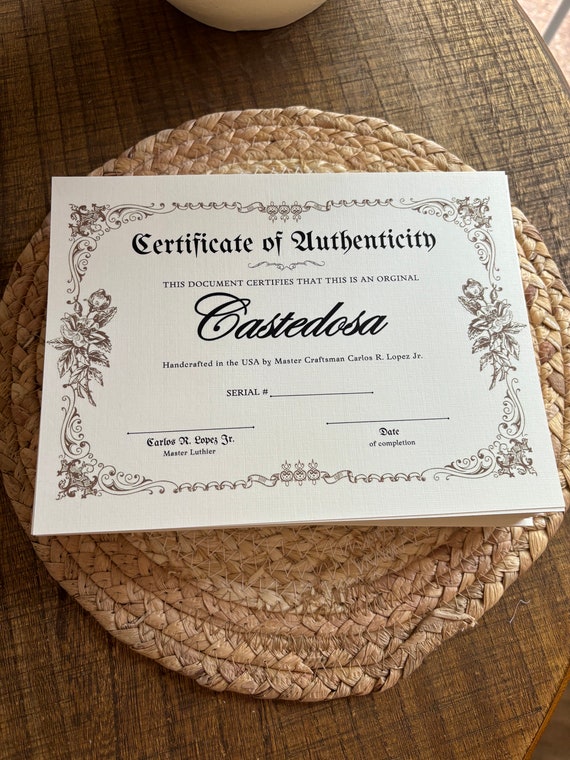 Certificate of Authenticity
THIS DOCUMENT CERTIFIES THAT THIS IS AN ORGINAL
Castedosa
Handcrafted in the USA by Master Craftsman Carlos R. Lopez Jr.
SERIAL #
Carlos R. Lopez Jr.
Master Luthier
Date
of completion